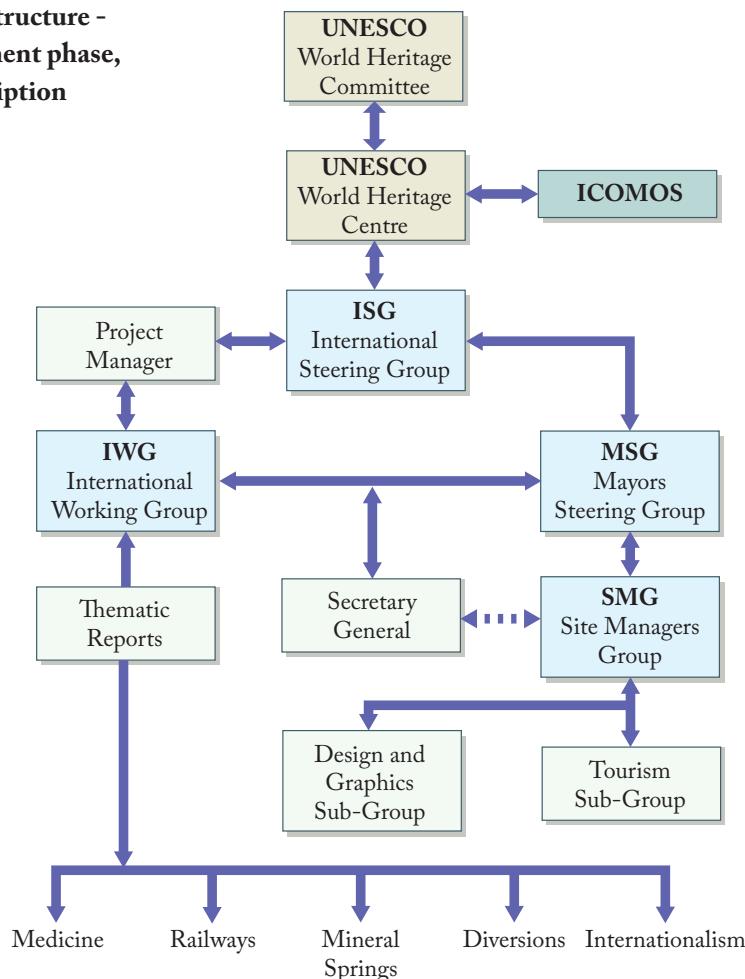 tructure -
ent phase,
iption
UNESCO
World Heritage
Committee
UNESCO
World Heritage
Centre
ICOMOS
ISG
International
Steering Group
Project
Manager
IWG
International
Working Group
MSG
Mayors
Steering Group
Thematic
Reports
Secretary
General
SMG
Site Managers
Group
Design and
Graphics
Sub-Group
Tourism
Sub-Group
Medicine
Railways
Mineral
Springs
Diversions
Internationalism